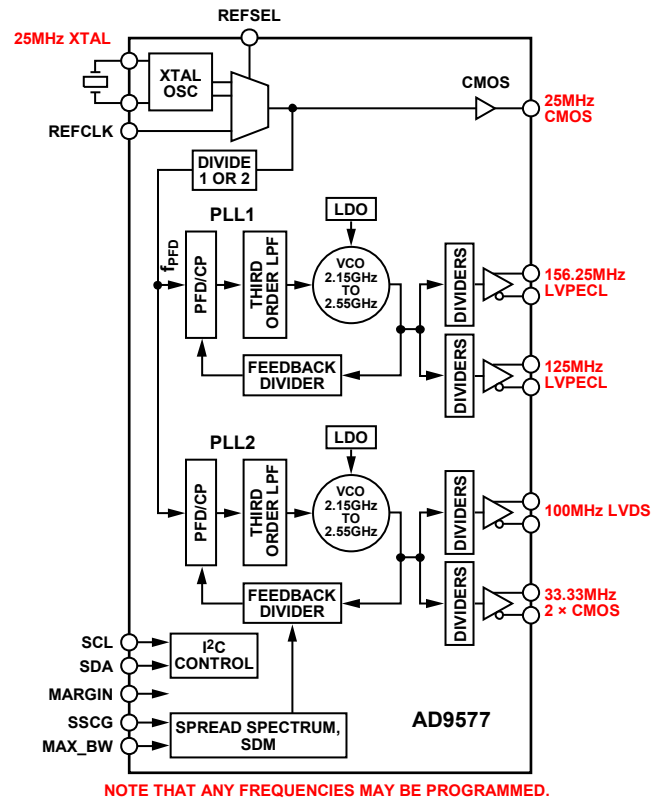 REFSEL
25MHz XTAL
XTAL
OSC
CMOS
25MHz
CMOS
REFCLK
DIVIDE
1 OR 2
PLL1
LDO
fPFD
PFD/CP
THIRD
ORDER LPF
VCO
2.15GHz
TO
2.55GHz
DIVIDERS
156.25MHz
LVPECL
FEEDBACK
DIVIDER
DIVIDERS
125MHz
LVPECL
PLL2
LDO
PFD/CP
THIRD
ORDER LPF
VCO
2.15GHz
TO
2.55GHz
DIVIDERS
100MHz LVDS
FEEDBACK
DIVIDER
DIVIDERS
33.33MHz
2 × CMOS
SCL
SDA
I2C
CONTROL
MARGIN
SSCG
MAX_BW
SPREAD SPECTRUM,
SDM
AD9577
NOTE THAT ANY FREQUENCIES MAY BE PROGRAMMED.